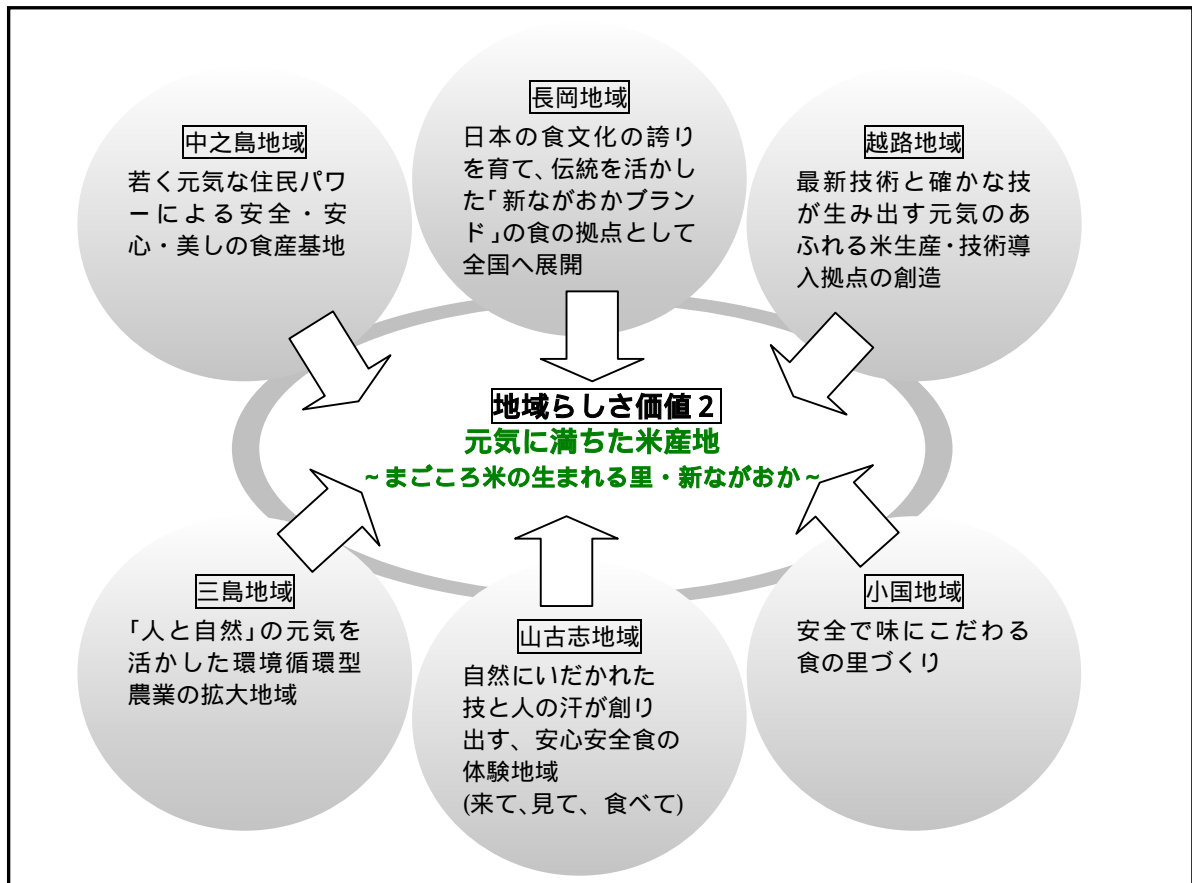 長岡地域
日本の食文化の誇り
を育て、伝統を活かし
た「新ながおかブラン
ド」の食の拠点として
全国へ展開
中之島地域
若く元気な住民パワ
ーによる安全・安
心・美しの食産基地
越路地域
最新技術と確かな技
が生み出す元気のあ
ふれる米生産・技術導
入拠点の創造
地域らしさ価値2
元気に満ちた米産地
~まごころ米の生まれる里・新ながおか~
三島地域
「人と自然」の元気を
活かした環境循環型
農業の拡大地域
山古志地域
自然にいだかれた
技と人の汗が創り
出す、安心安全食の
体験地域
(来て、見て、食べて)
小国地域
安全で味にこだわる
食の里づくり